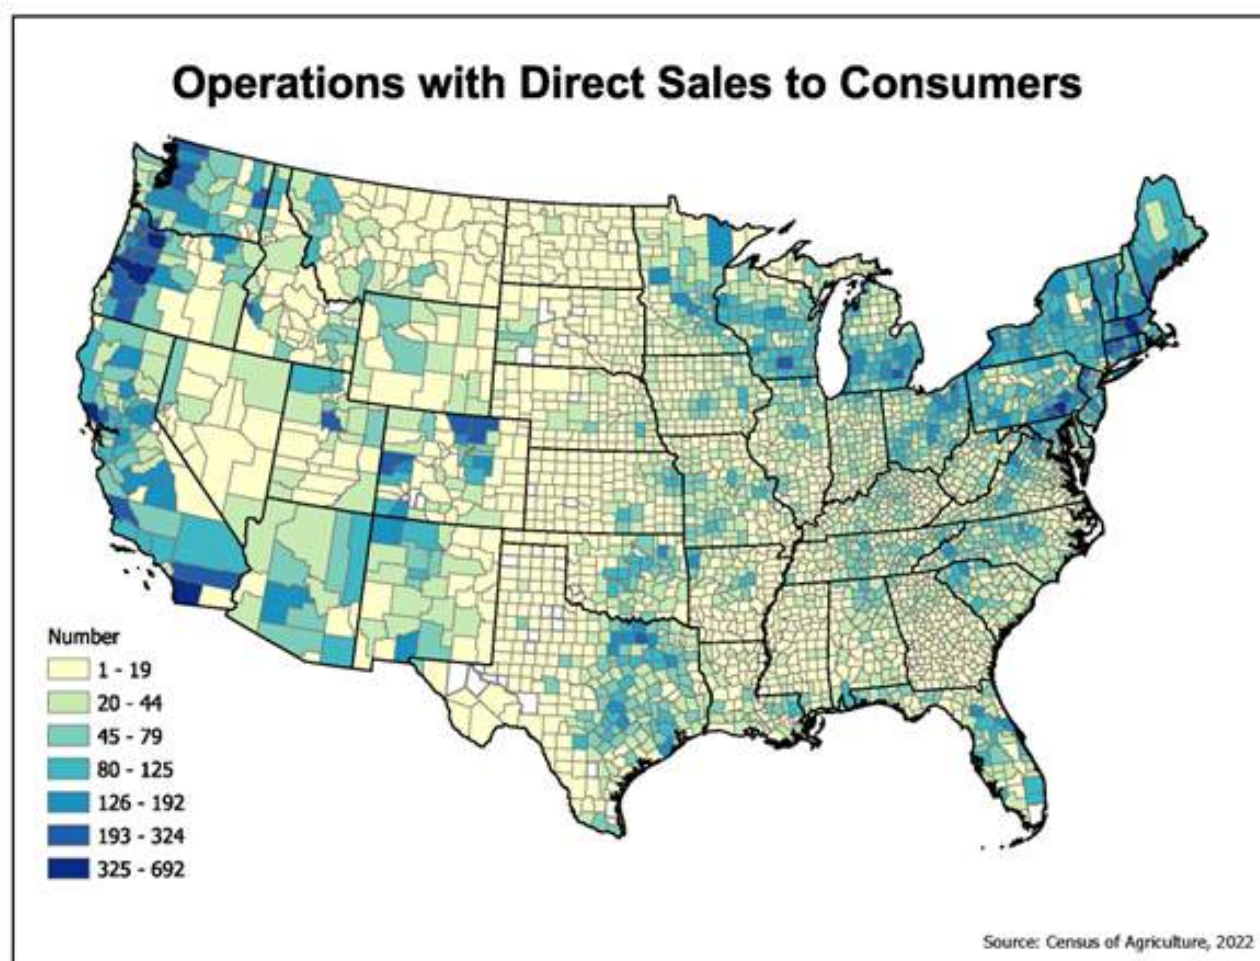 Operations with Direct Sales to Consumers
Number
1 - 19
20 - 44
45 - 79
80 - 125
126 - 192
193 - 324
325 - 692
Source: Census of Agriculture, 2022